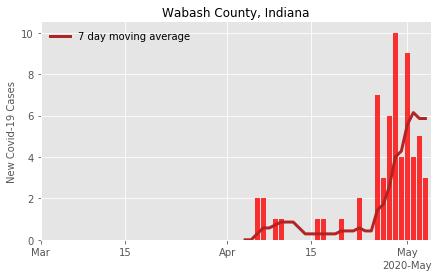 Wabash County, Indiana
7 day moving average
New Covid-19 Cases
10
8
6
4
2
0
Mar 15 Apr 15 May
2020-May